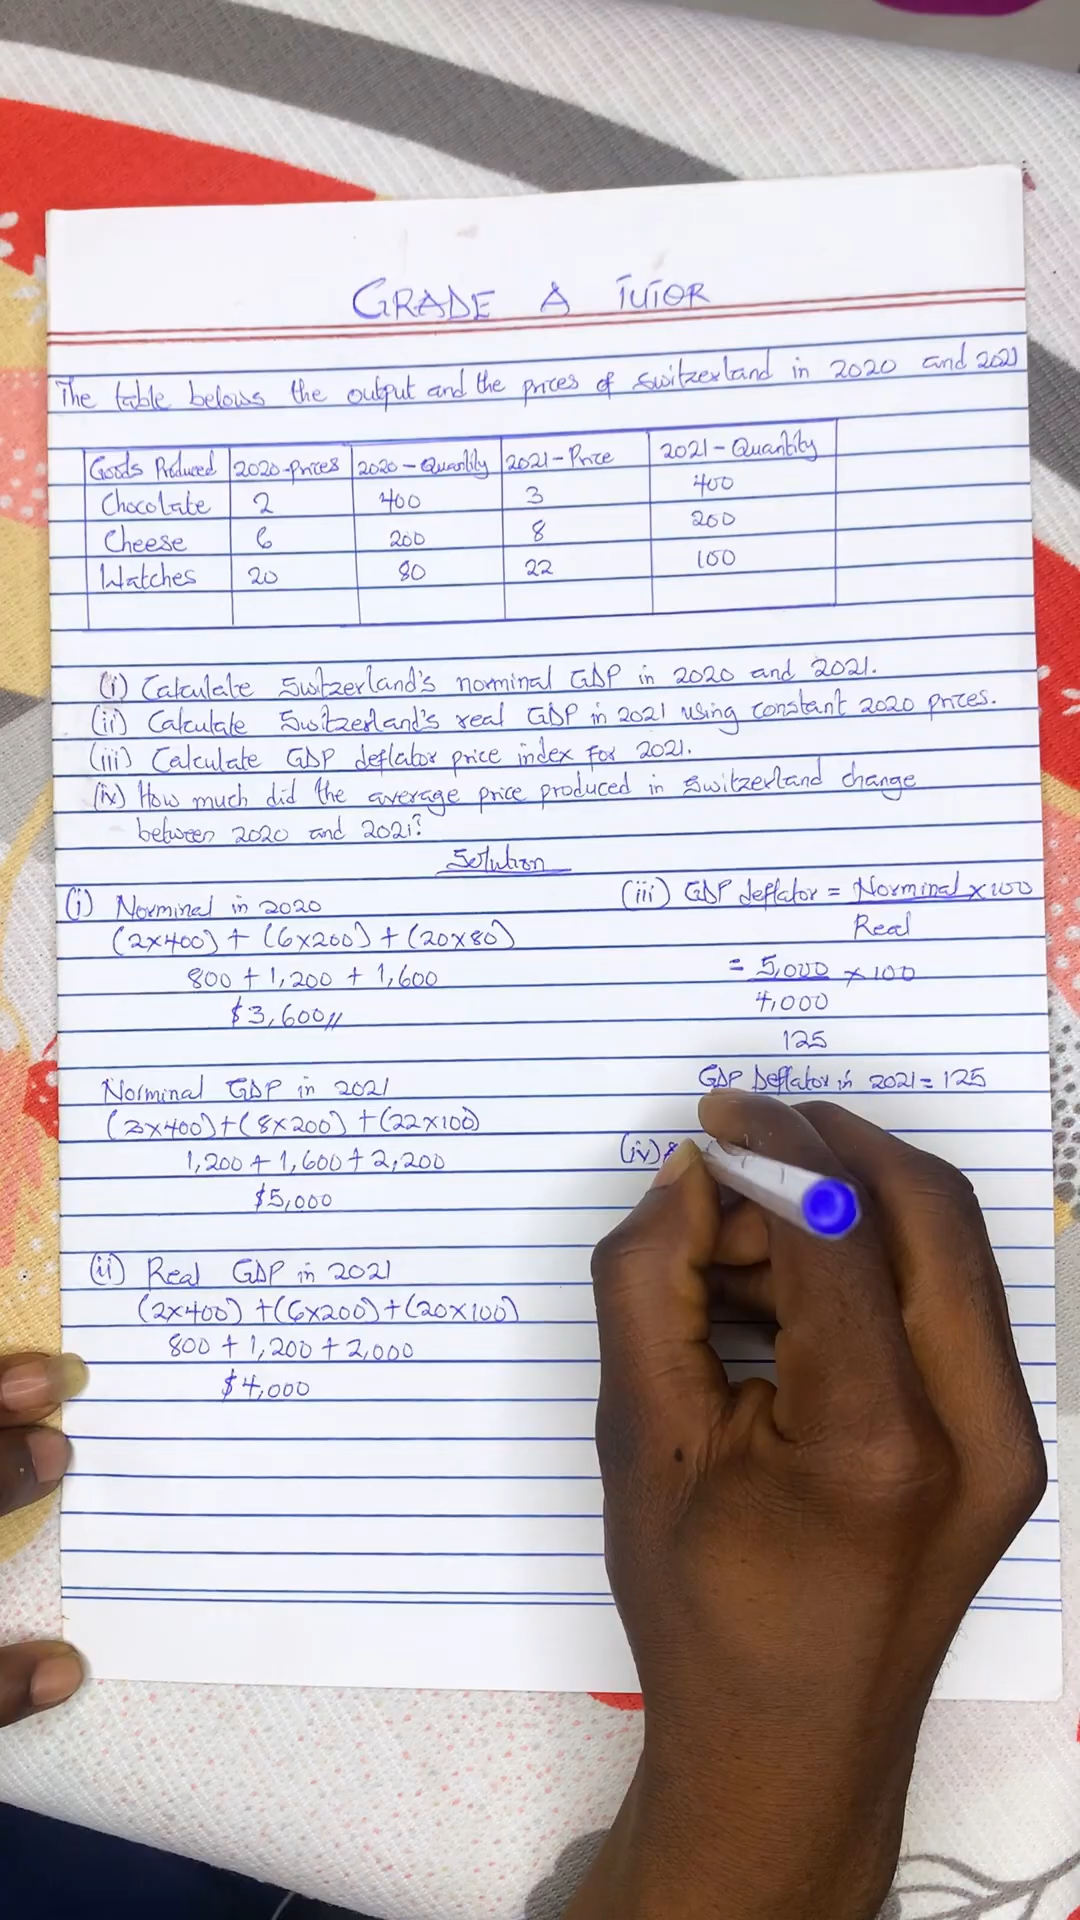 GRADE A TUTOR
The table belows the output and the prices of Switzerland in 2020 and 2021
Goods Produced 2020-prices 2020-Quantity 2021-Price 2021-Quantity
Chocolate 2 400 3 400
Cheese 6 200 8 200
Watches 20 80 22 100
(i) Calculate Switzerland's norminal GDP in 2020 and 2021.
(ii) Calculate Switzerland's real GDP in 2021 using constant 2020 prices.
(iii) Calculate GDP deflator price index for 2021.
(iv) How much did the average price produced in Switzerland change
between 2020 and 2021?
Solution
(i) Norminal in 2020
(2x400) + (6x200) + (20x80)
800 + 1,200 + 1,600
$3,600//
Norminal GDP in 2021
(3x400)+(8x200)+(22x100)
1,200+1,600+2,200
$5,000
(ii) Real GDP in 2021
(2x400)+(6x200)+(20x100)
800 + 1,200 + 2,000
$4,000
(iii) GDP deflator = Norminal x100
Real
= 5,000 x100
4,000
125
GDP Deflator in 2021= 125
(iv)